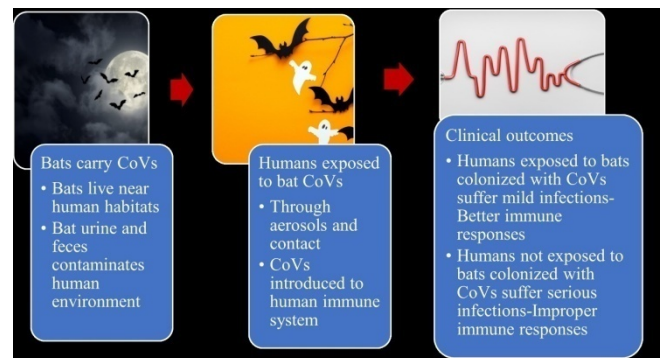 Bats carry CoVs
• Bats live near
human habitats
• Bat urine and
feces
contaminates
human
environment
Humans exposed
to bat CoVs
• Through
aerosols and
contact
• CoVs
introduced to
human immune
system
Clinical outcomes
• Humans exposed to bats
colonized with CoVs
suffer mild infections-
Better immune
responses
• Humans not exposed to
bats colonized with
CoVs suffer serious
infections-Improper
immune responses